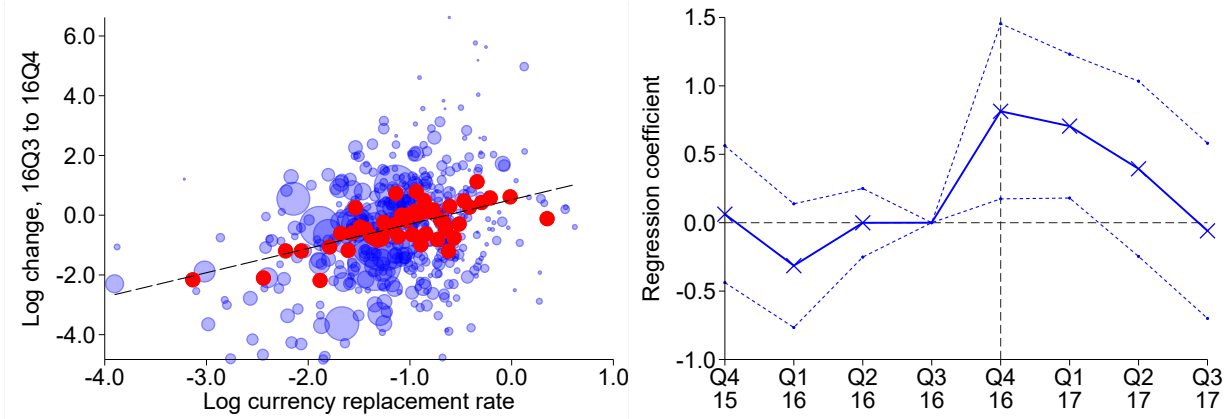 Log change, 16Q3 to 16Q4
6.0
4.0
2.0
0.0
-2.0
-4.0
-4.0 -3.0 -2.0 -1.0 0.0 1.0
Log currency replacement rate
Regression coefficient
1.5
1.0
0.5
0.0
-0.5
-1.0
Q4 Q1 Q2 Q3 Q4 Q1 Q2 Q3
15 16 16 16 16 17 17 17